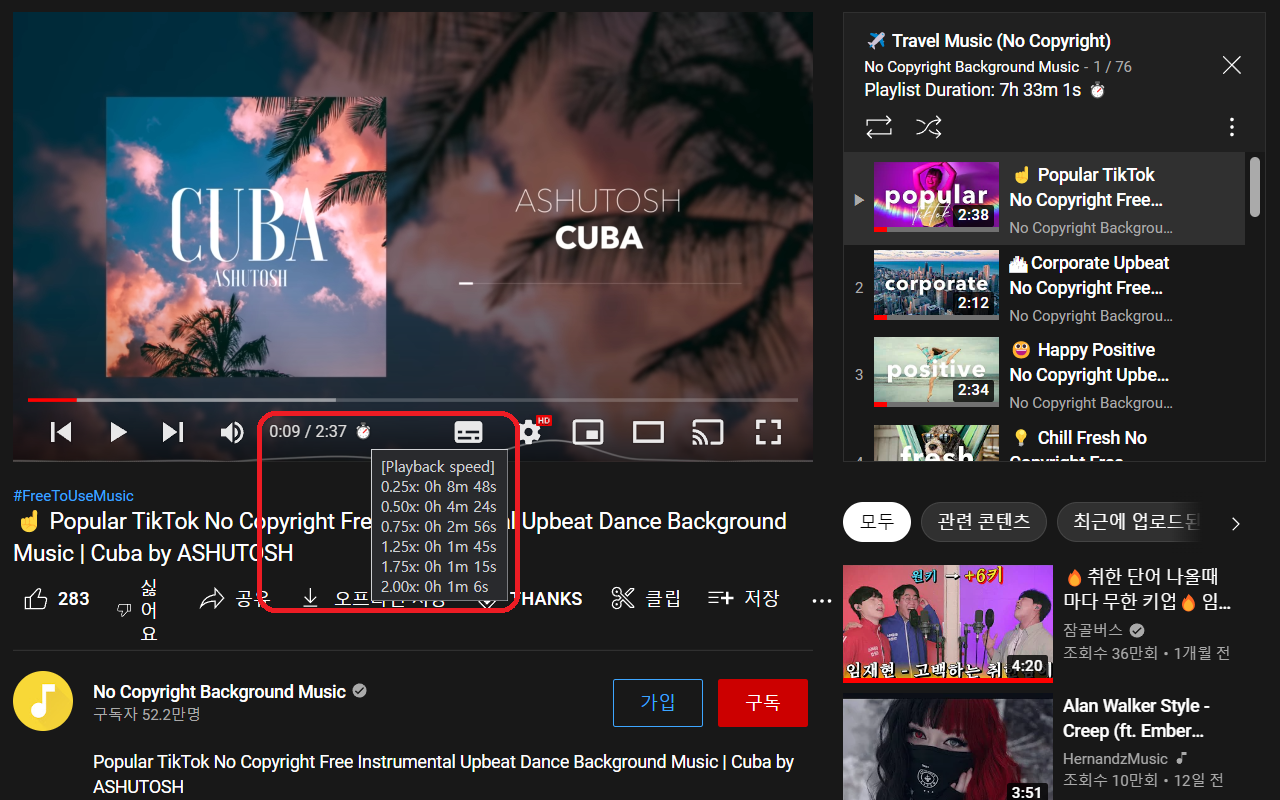 CUBA
ASHUTOSH
ASHUTOSH
CUBA
0:09 / 2:37 ⏱
HD
[Playback speed]
0.25x: 0h 8m 48s
0.50x: 0h 4m 24s
0.75x: 0h 2m 56s
1.25x: 0h 1m 45s
1.75x: 0h 1m 15s
2.00x: 0h 1m 6s
#FreeToUseMusic
☝ Popular TikTok No Copyright Fre al Upbeat Dance Background
Music | Cuba by ASHUTOSH
283
싫
어
요
공유
THANKS
클립
저장
No Copyright Background Music
구독자 52.2만명
가입
구독
Popular TikTok No Copyright Free Instrumental Upbeat Dance Background Music | Cuba by
ASHUTOSH
✈ Travel Music (No Copyright)
No Copyright Background Music - 1 / 76
Playlist Duration: 7h 33m 1s ⏱
popular
TikTok
2:38
☝ Popular TikTok
No Copyright Free...
No Copyright Backgrou...
2
corporate
2:12
Corporate Upbeat
No Copyright Free...
No Copyright Backgrou...
3
positive
2:34
😃 Happy Positive
No Copyright Upbe...
No Copyright Backgrou...
fresh
💡 Chill Fresh No
Copyright Free...
모두
관련 콘텐츠
최근에 업로드된
원키 → +6키
임재현 - 고백하는 취
4:20
🔥 취한 단어 나올때
마다 무한 키업🔥 임...
잠골버스
조회수 36만회 • 1개월 전
3:51
Alan Walker Style -
Creep (ft. Ember...
HernandzMusic
조회수 10만회 • 12일 전